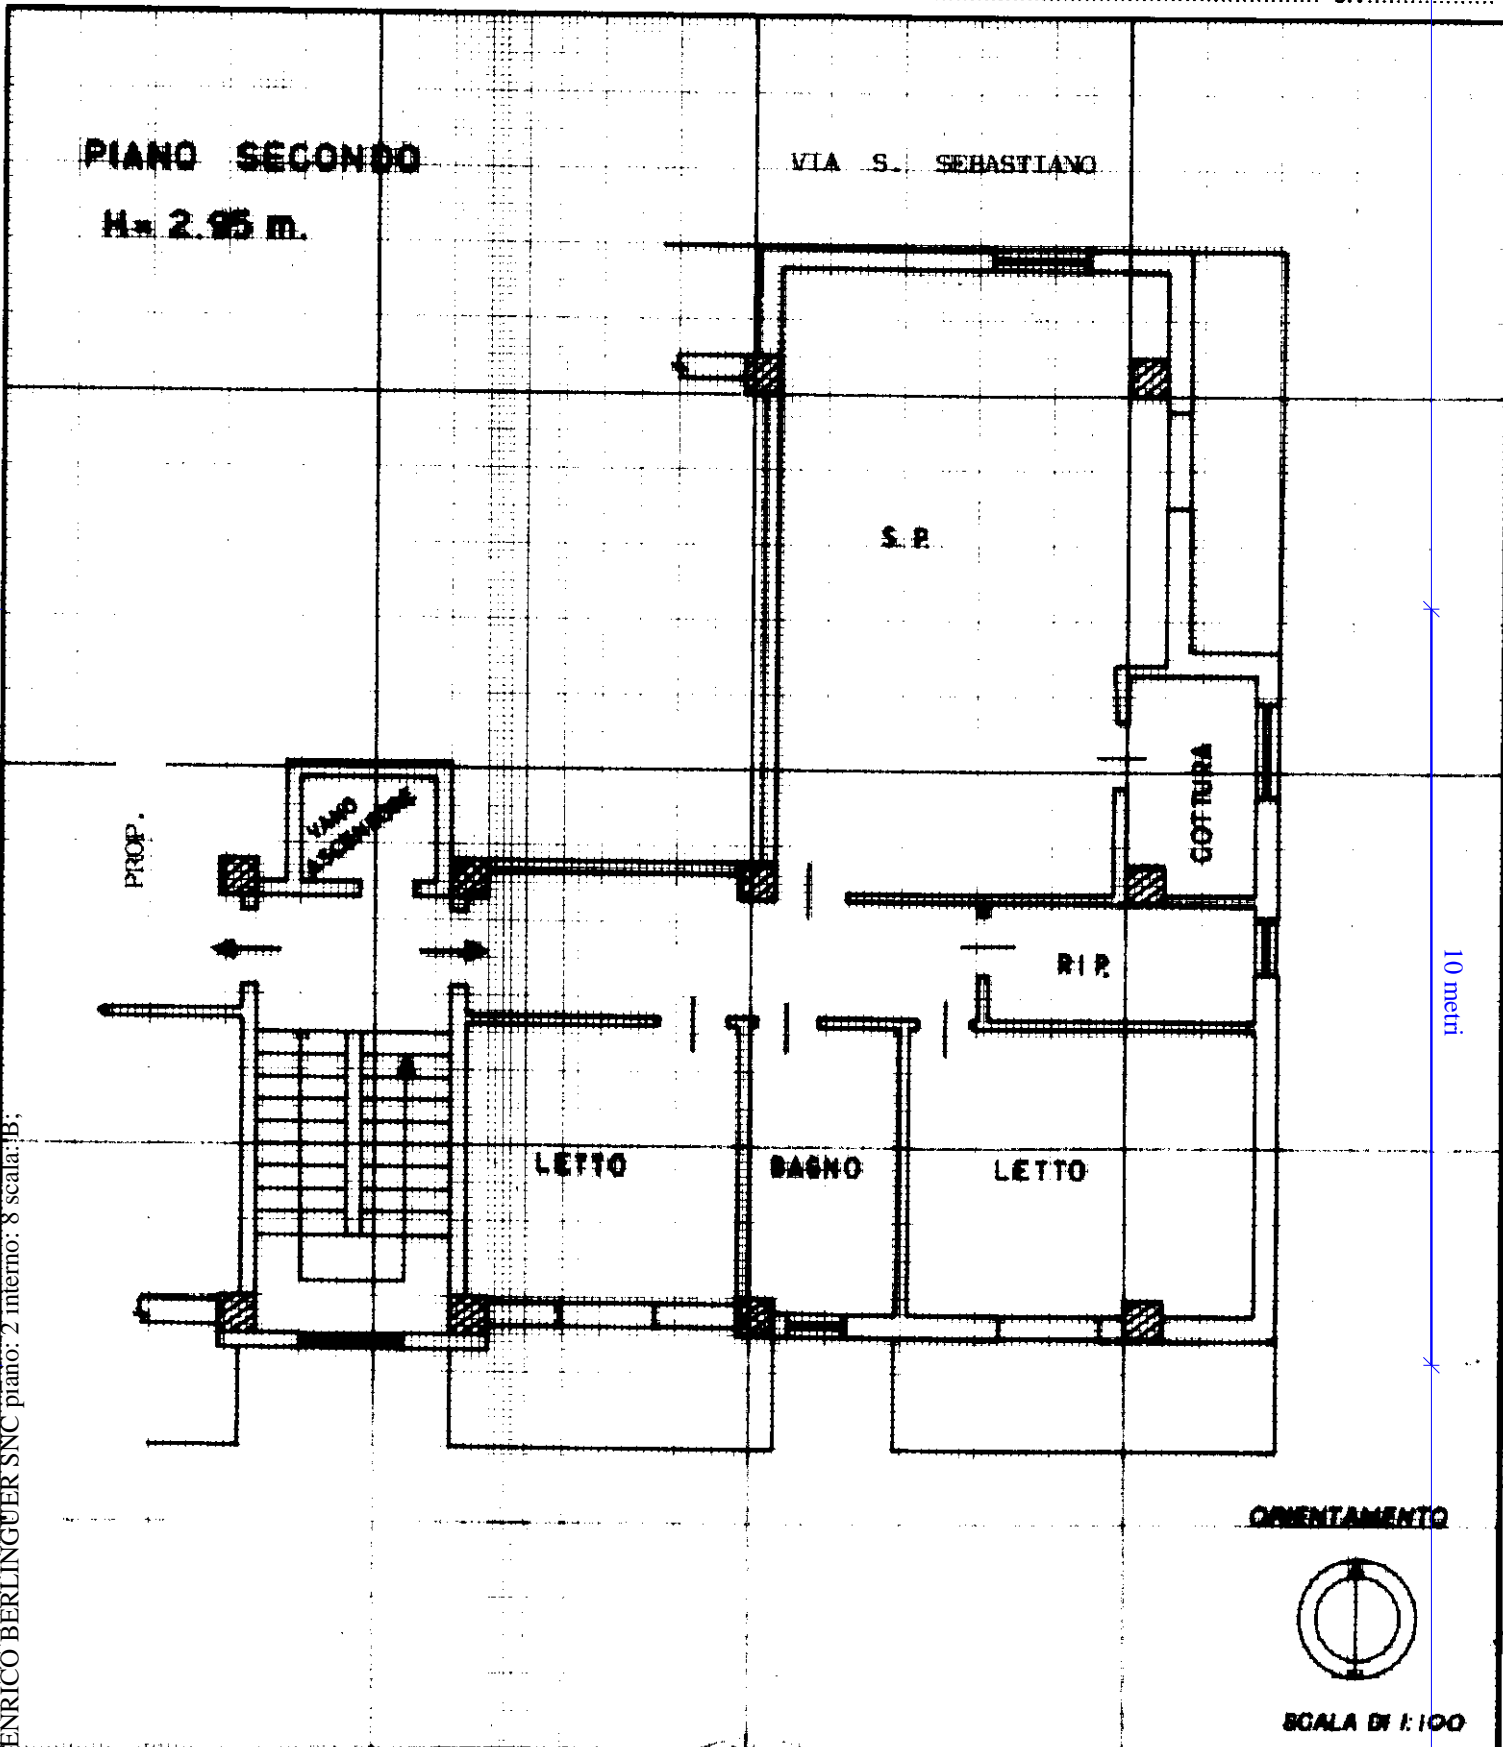 PIANO SECONDO
H= 2.95 m.
VIA S. SEBASTIANO
S. P.
COTTURA
VANO
ASCENSORE
PROP.
RIP.
10 metri
LETTO
BAGNO
LETTO
ENRICO BERLINGUER SNC piano: 2 interno: 8 scala: B;
ORIENTAMENTO
SCALA DI 1:100